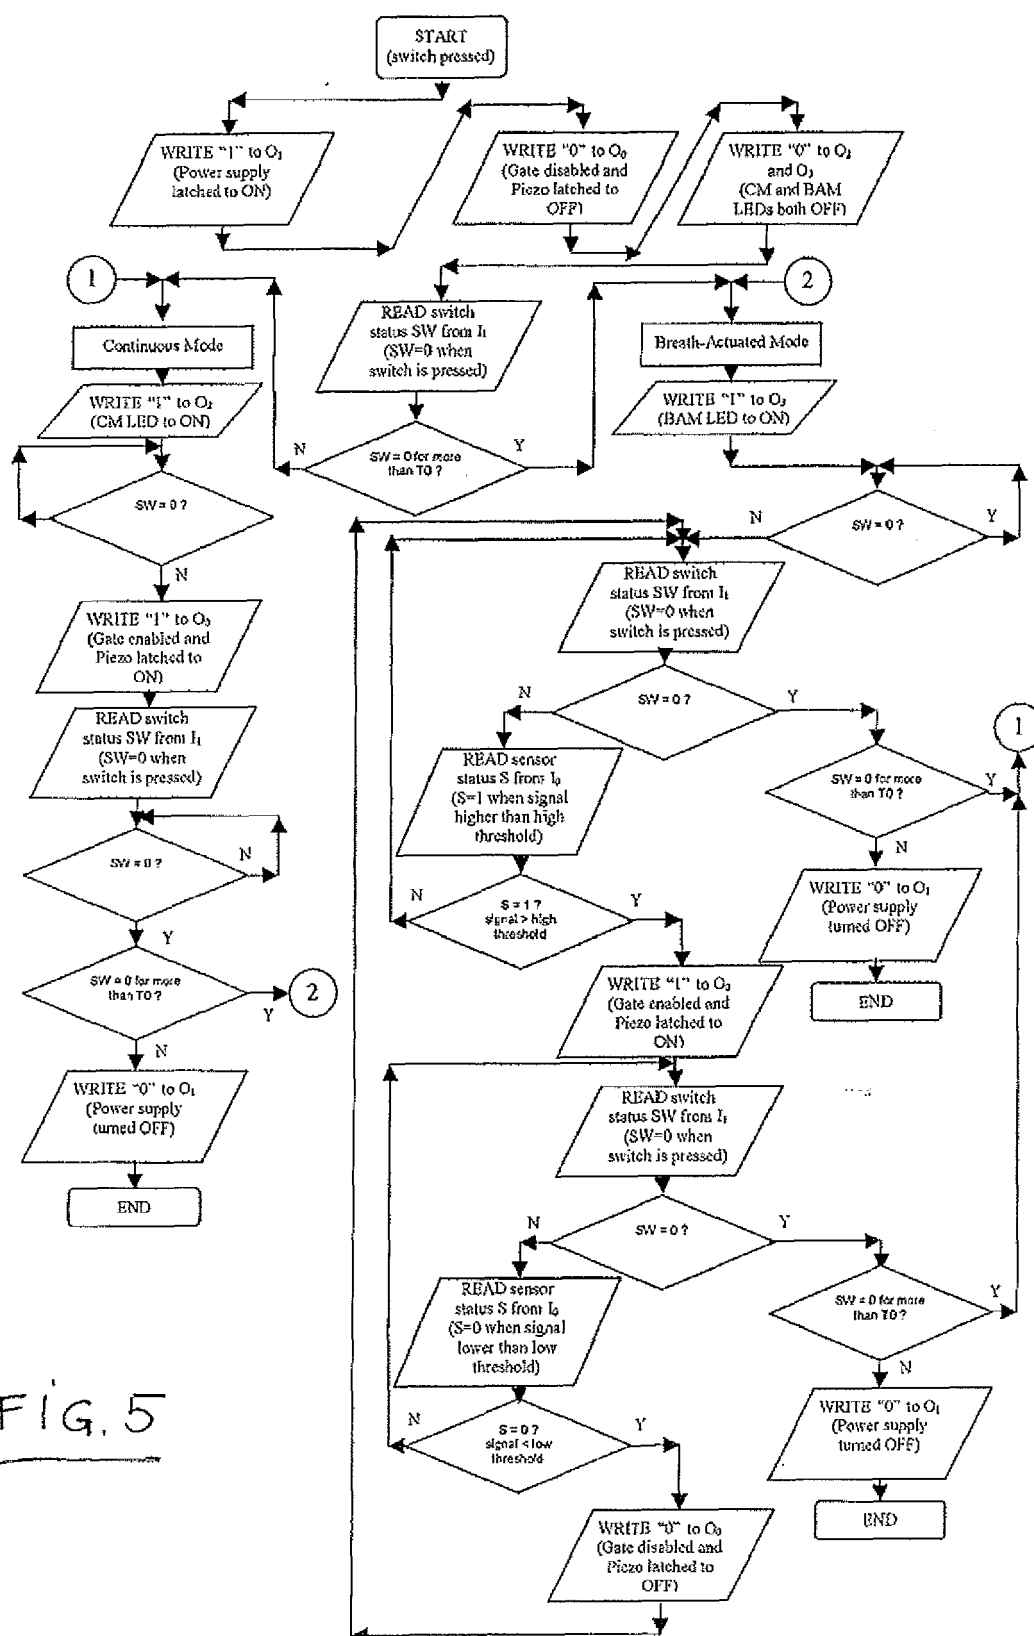 START
(switch pressed)
WRITE "1" to O₁
(Power supply
latched to ON)
WRITE "0" to O₀
(Gate disabled and
Piezo latched to
OFF)
WRITE "0" to O₂
and O₃
(CM and BAM
LEDs both OFF)
1
READ switch
status SW from I₁
(SW=0 when
switch is pressed)
2
Continuous Mode
Breath-Actuated Mode
WRITE "1" to O₂
(CM LED to ON)
WRITE "1" to O₃
(BAM LED to ON)
N
SW = 0 for more
than T0 ?
Y
SW = 0 ?
N
N
SW = 0 ?
Y
WRITE "1" to O₀
(Gate enabled and
Piezo latched to
ON)
READ switch
status SW from I₁
(SW=0 when
switch is pressed)
READ switch
status SW from I₁
(SW=0 when
switch is pressed)
N
SW = 0 ?
Y
1
READ sensor
status S from I₀
(S=1 when signal
higher than high
threshold)
SW = 0 for more
than T0 ?
Y
N
SW = 0 ?
N
Y
N
S = 1 ?
signal > high
threshold
Y
WRITE "0" to O₁
(Power supply
turned OFF)
END
SW = 0 for more
than T0 ?
Y
2
N
WRITE "1" to O₀
(Gate enabled and
Piezo latched to
ON)
WRITE "0" to O₁
(Power supply
turned OFF)
END
READ switch
status SW from I₁
(SW=0 when
switch is pressed)
N
SW = 0 ?
Y
READ sensor
status S from I₀
(S=0 when signal
lower than low
threshold)
SW = 0 for more
than T0 ?
Y
N
N
S = 0 ?
signal < low
threshold
Y
WRITE "0" to O₁
(Power supply
turned OFF)
END
WRITE "0" to O₀
(Gate disabled and
Piezo latched to
OFF)
FIG. 5